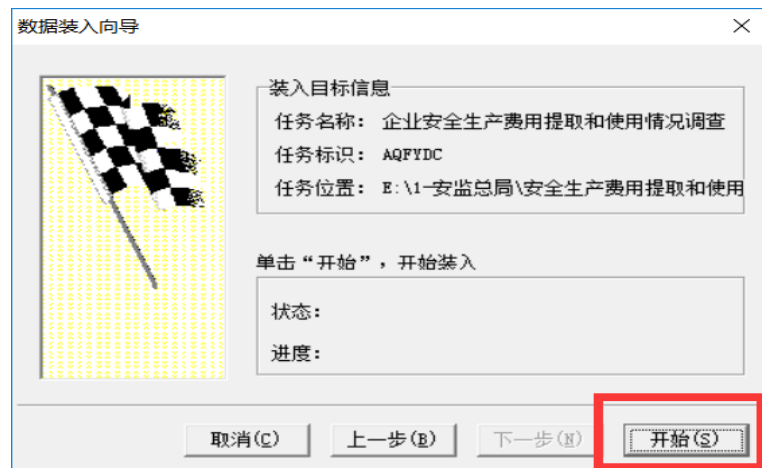 数据装入向导
装入目标信息
任务名称： 企业安全生产费用提取和使用情况调查
任务标识： AQFYDC
任务位置： E:\1-安监总局\安全生产费用提取和使用
单击“开始”，开始装入
状态：
进度：
取消(C) 上一步(B) 下一步(N) 开始(S)